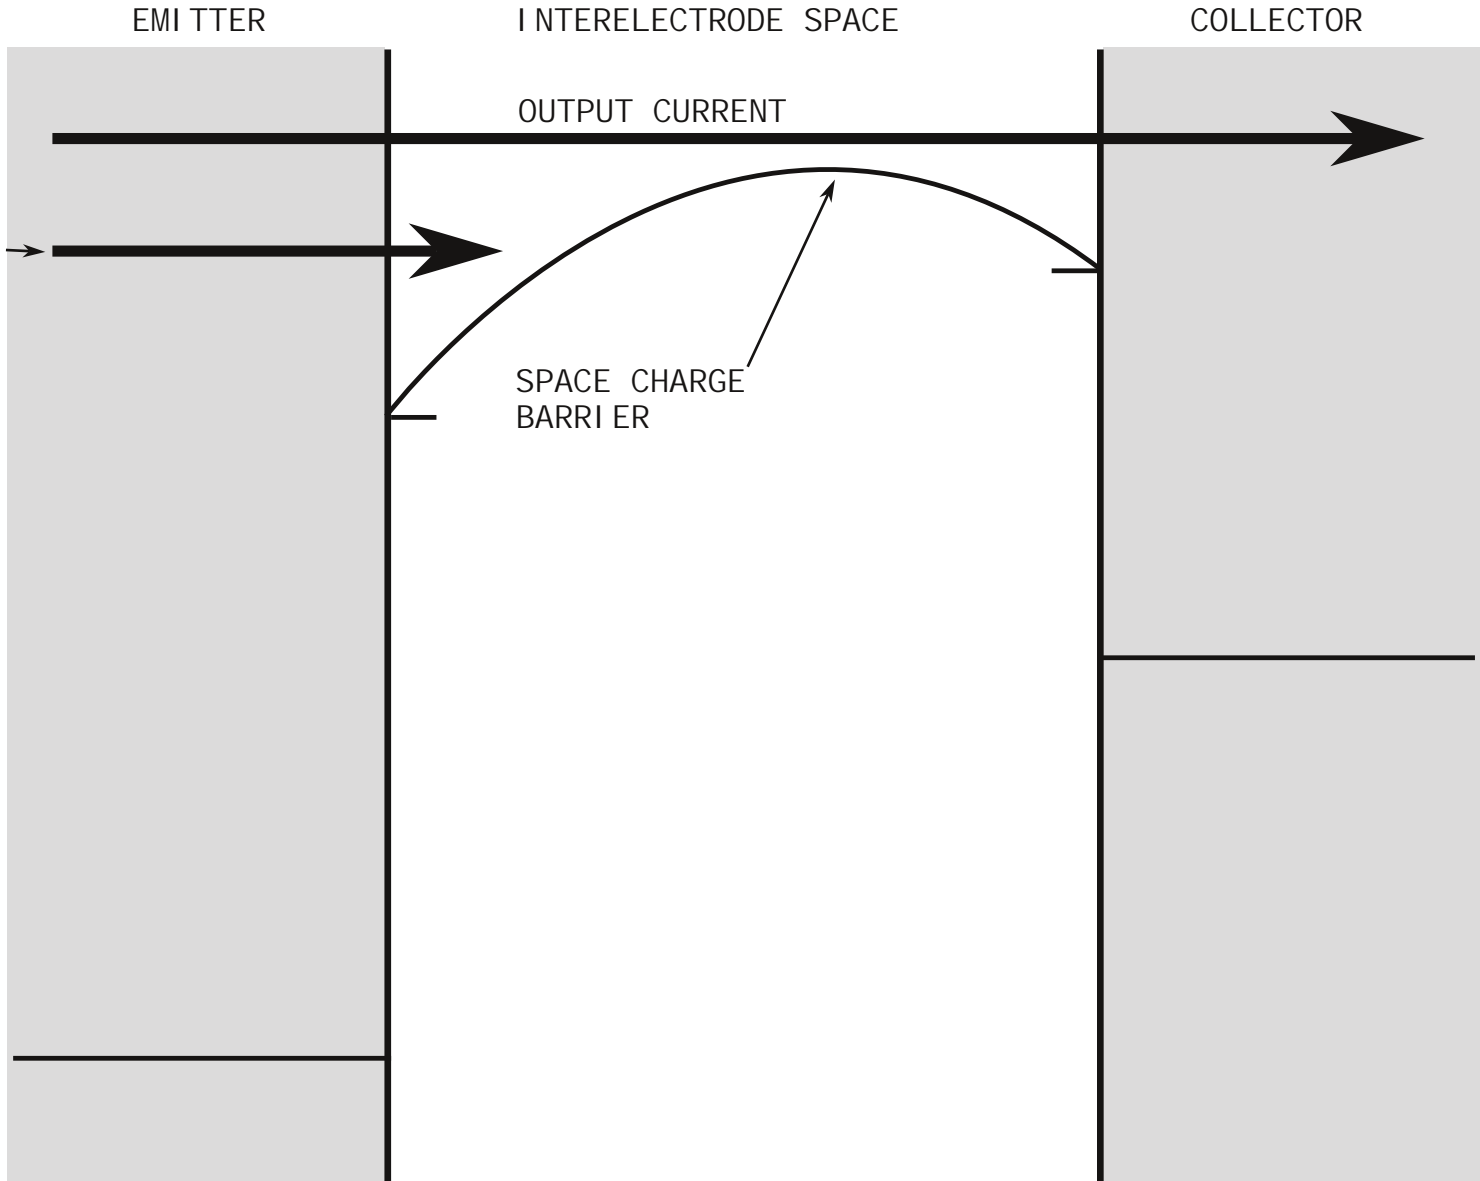 EMITTER
INTERELECTRODE SPACE
COLLECTOR
OUTPUT CURRENT
SPACE CHARGE
BARRIER